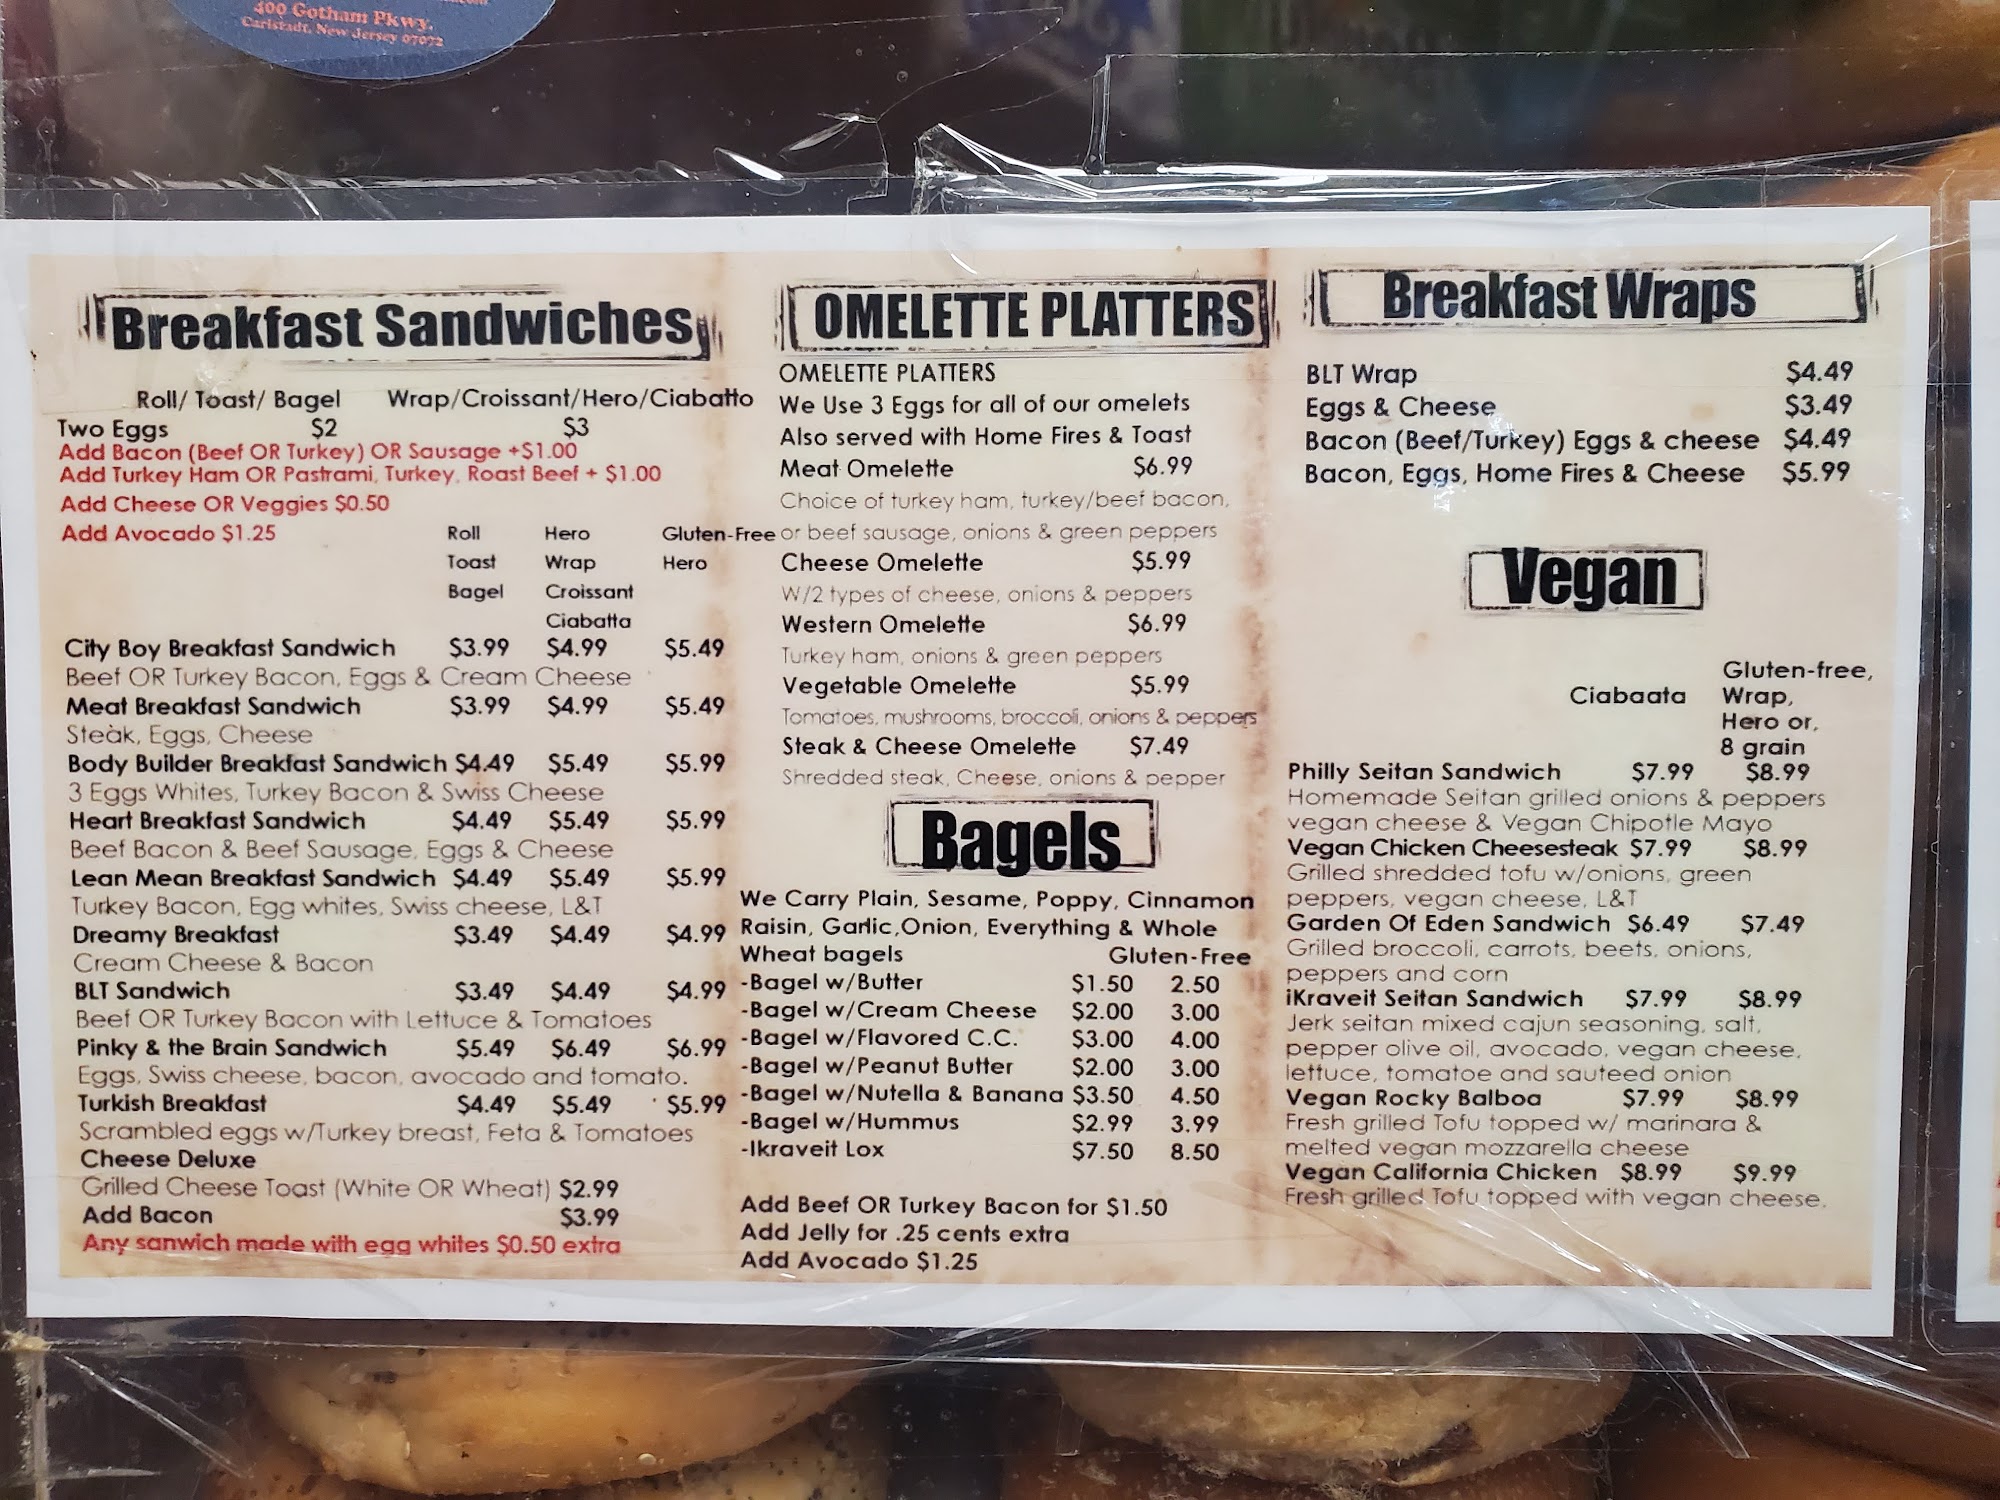 400 Gotham Pkwy.
Carlstadt, New Jersey 07072
Breakfast Sandwiches
Roll/ Toast/ Bagel Wrap/Croissant/Hero/Ciabatto
Two Eggs $2 $3
Add Bacon (Beef OR Turkey) OR Sausage +$1.00
Add Turkey Ham OR Pastrami, Turkey, Roast Beef + $1.00
Add Cheese OR Veggies $0.50
Add Avocado $1.25
Roll Hero Gluten-Free
Toast Wrap Hero
Bagel Croissant
Ciabatta
City Boy Breakfast Sandwich $3.99 $4.99 $5.49
Beef OR Turkey Bacon, Eggs & Cream Cheese
Meat Breakfast Sandwich $3.99 $4.99 $5.49
Steak, Eggs, Cheese
Body Builder Breakfast Sandwich $4.49 $5.49 $5.99
3 Eggs Whites, Turkey Bacon & Swiss Cheese
Heart Breakfast Sandwich $4.49 $5.49 $5.99
Beef Bacon & Beef Sausage, Eggs & Cheese
Lean Mean Breakfast Sandwich $4.49 $5.49 $5.99
Turkey Bacon, Egg whites, Swiss cheese, L&T
Dreamy Breakfast $3.49 $4.49 $4.99
Cream Cheese & Bacon
BLT Sandwich $3.49 $4.49 $4.99
Beef OR Turkey Bacon with Lettuce & Tomatoes
Pinky & the Brain Sandwich $5.49 $6.49 $6.99
Eggs, Swiss cheese, bacon, avocado and tomato.
Turkish Breakfast $4.49 $5.49 $5.99
Scrambled eggs w/Turkey breast, Feta & Tomatoes
Cheese Deluxe
Grilled Cheese Toast (White OR Wheat) $2.99
Add Bacon $3.99
Any sanwich made with egg whites $0.50 extra
OMELETTE PLATTERS
OMELETTE PLATTERS
We Use 3 Eggs for all of our omelets
Also served with Home Fires & Toast
Meat Omelette $6.99
Choice of turkey ham, turkey/beef bacon,
or beef sausage, onions & green peppers
Cheese Omelette $5.99
W/2 types of cheese, onions & peppers
Western Omelette $6.99
Turkey ham, onions & green peppers
Vegetable Omelette $5.99
Tomatoes, mushrooms, broccoli, onions & peppers
Steak & Cheese Omelette $7.49
Shredded steak, Cheese, onions & pepper
Bagels
We Carry Plain, Sesame, Poppy, Cinnamon
Raisin, Garlic,Onion, Everything & Whole
Wheat bagels Gluten-Free
-Bagel w/Butter $1.50 2.50
-Bagel w/Cream Cheese $2.00 3.00
-Bagel w/Flavored C.C. $3.00 4.00
-Bagel w/Peanut Butter $2.00 3.00
-Bagel w/Nutella & Banana $3.50 4.50
-Bagel w/Hummus $2.99 3.99
-Ikraveit Lox $7.50 8.50
Add Beef OR Turkey Bacon for $1.50
Add Jelly for .25 cents extra
Add Avocado $1.25
Breakfast Wraps
BLT Wrap $4.49
Eggs & Cheese $3.49
Bacon (Beef/Turkey) Eggs & cheese $4.49
Bacon, Eggs, Home Fires & Cheese $5.99
Vegan
Gluten-free,
Ciabaata Wrap,
Hero or,
8 grain
Philly Seitan Sandwich $7.99 $8.99
Homemade Seitan grilled onions & peppers
vegan cheese & Vegan Chipotle Mayo
Vegan Chicken Cheesesteak $7.99 $8.99
Grilled shredded tofu w/onions, green
peppers, vegan cheese, L&T
Garden Of Eden Sandwich $6.49 $7.49
Grilled broccoli, carrots, beets, onions,
peppers and corn
iKraveit Seitan Sandwich $7.99 $8.99
Jerk seitan mixed cajun seasoning, salt,
pepper olive oil, avocado, vegan cheese,
lettuce, tomatoe and sauteed onion
Vegan Rocky Balboa $7.99 $8.99
Fresh grilled Tofu topped w/ marinara &
melted vegan mozzarella cheese
Vegan California Chicken $8.99 $9.99
Fresh grilled Tofu topped with vegan cheese.